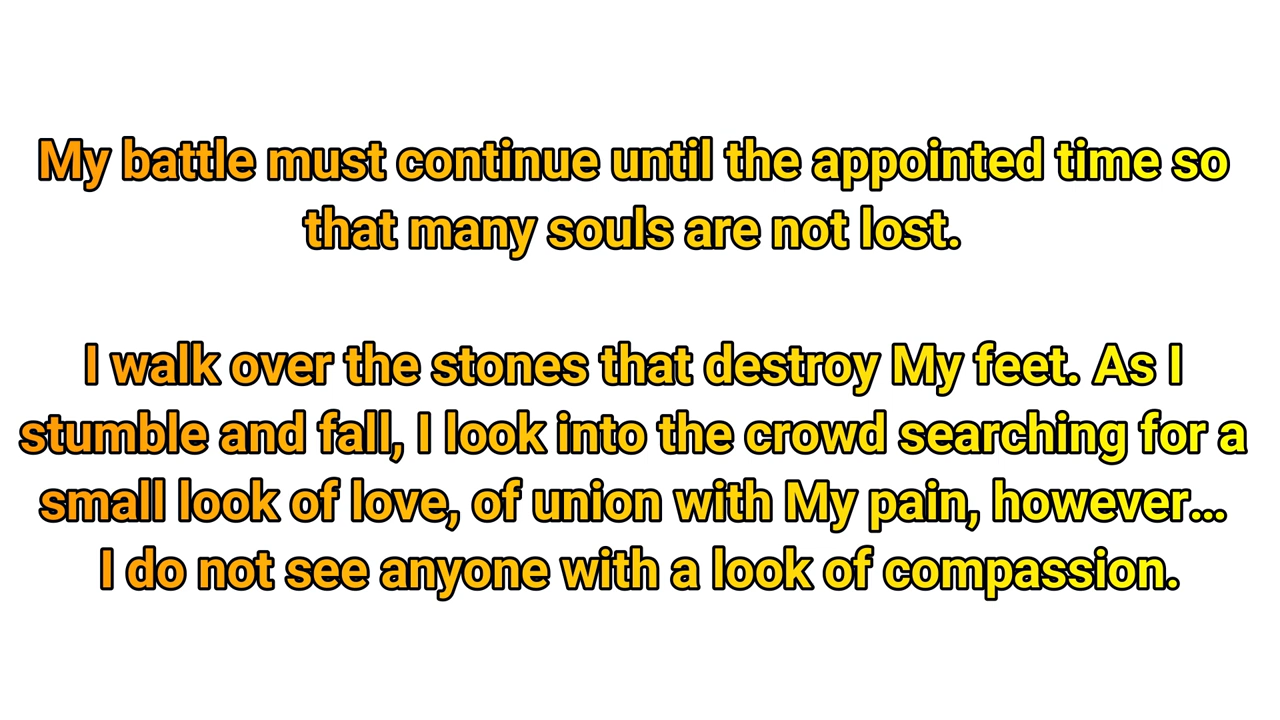 My battle must continue until the appointed time so
that many souls are not lost.
I walk over the stones that destroy My feet. As I
stumble and fall, I look into the crowd searching for a
small look of love, of union with My pain, however...
I do not see anyone with a look of compassion.